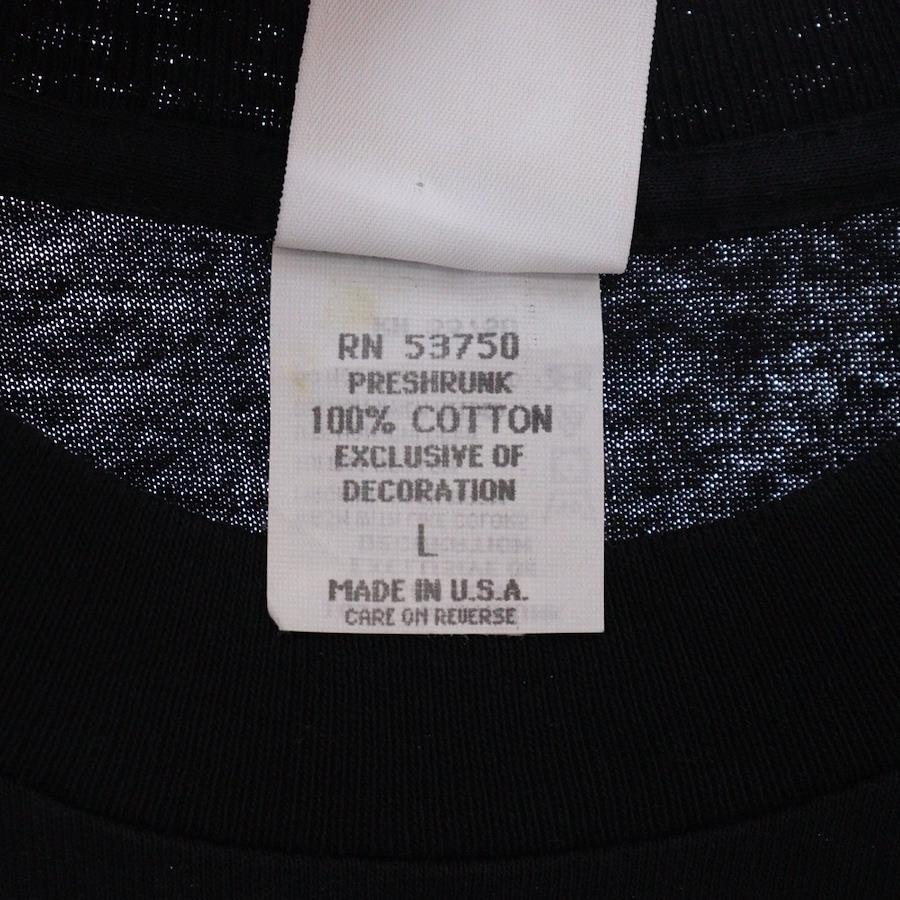 RN 53750
PRESHRUNK
100% COTTON
EXCLUSIVE OF
DECORATION
L
MADE IN U.S.A.
CARE ON REVERSE